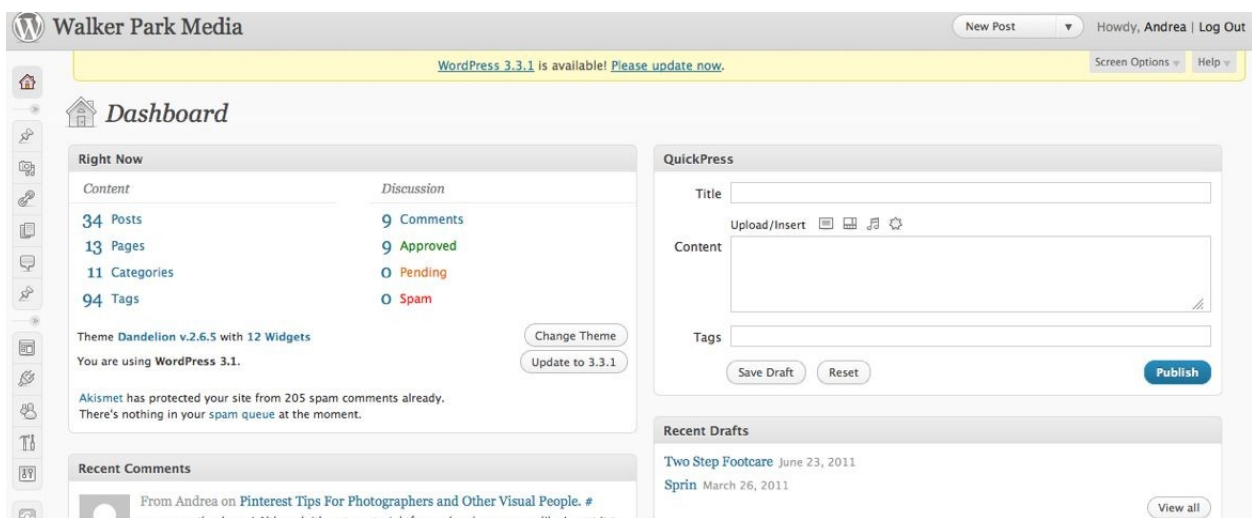 Walker Park Media
New Post
Howdy, Andrea | Log Out
WordPress 3.3.1 is available! Please update now.
Screen Options
Help
Dashboard
Right Now
Content
Discussion
34 Posts
9 Comments
13 Pages
9 Approved
11 Categories
0 Pending
94 Tags
0 Spam
Theme Dandelion v.2.6.5 with 12 Widgets
Change Theme
You are using WordPress 3.1.
Update to 3.3.1
Akismet has protected your site from 205 spam comments already.
There's nothing in your spam queue at the moment.
Recent Comments
From Andrea on Pinterest Tips For Photographers and Other Visual People. #
QuickPress
Title
Upload/Insert
Content
Tags
Save Draft
Reset
Publish
Recent Drafts
Two Step Footcare June 23, 2011
Sprin March 26, 2011
View all